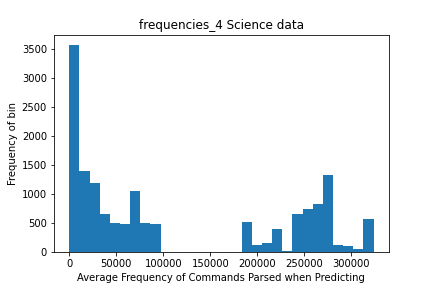 frequencies_4 Science data
Frequency of bin
3500
3000
2500
2000
1500
1000
500
0
0 50000 100000 150000 200000 250000 300000
Average Frequency of Commands Parsed when Predicting